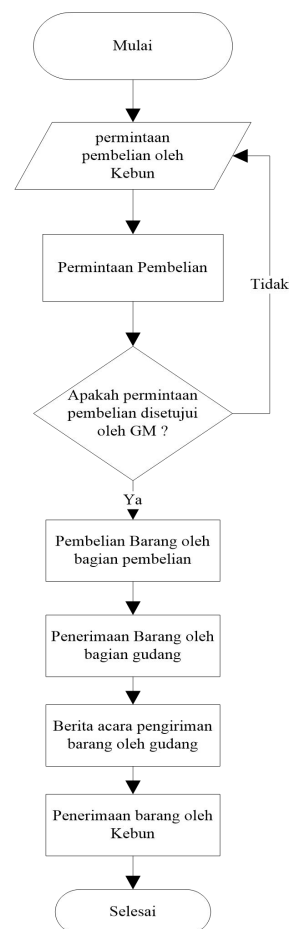 Mulai
permintaan
pembelian oleh
Kebun
Permintaan Pembelian
Tidak
Apakah permintaan
pembelian disetujui
oleh GM ?
Ya
Pembelian Barang oleh
bagian pembelian
Penerimaan Barang oleh
bagian gudang
Berita acara pengiriman
barang oleh gudang
Penerimaan barang oleh
Kebun
Selesai